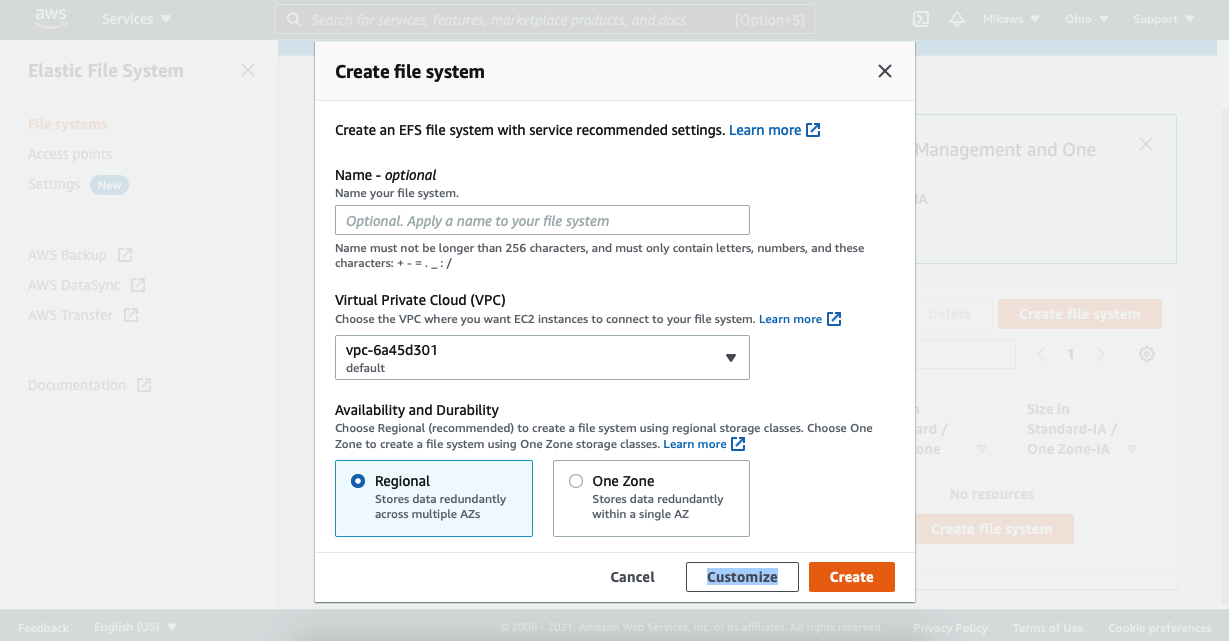 aws
Services
Search for services, features, marketplace products, and docs
[Option+S]
Mikaws
Ohio
Support
Elastic File System
File systems
Access points
Settings
New
AWS Backup
AWS DataSync
AWS Transfer
Documentation
Create file system
Create an EFS file system with service recommended settings. Learn more
Name - optional
Name your file system.
Optional. Apply a name to your file system
Name must not be longer than 256 characters, and must only contain letters, numbers, and these
characters: + - = . _ : /
Virtual Private Cloud (VPC)
Choose the VPC where you want EC2 instances to connect to your file system. Learn more
vpc-6a45d301
default
Availability and Durability
Choose Regional (recommended) to create a file system using regional storage classes. Choose One
Zone to create a file system using One Zone storage classes. Learn more
Regional
Stores data redundantly
across multiple AZs
One Zone
Stores data redundantly
within a single AZ
Cancel
Customize
Create
Management and One
IA
Delete
Create file system
1
n
ard /
one
Size in
Standard-IA /
One Zone-IA
No resources
Create file system
Feedback
English (US)
© 2008 - 2021, Amazon Web Services, Inc. or its affiliates. All rights reserved.
Privacy Policy
Terms of Use
Cookie preferences